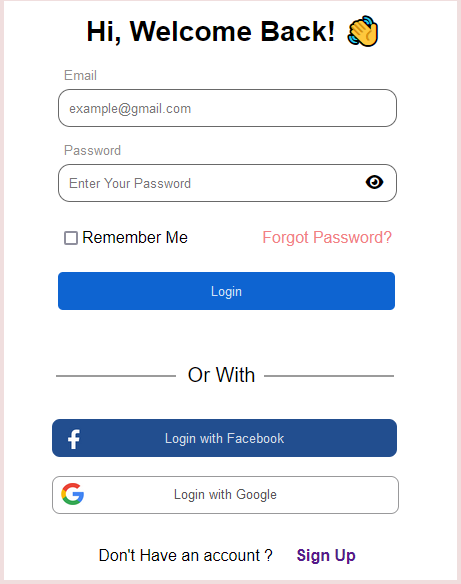 Hi, Welcome Back! 👋
Email
example@gmail.com
Password
Enter Your Password
Remember Me Forgot Password?
Login
Or With
Login with Facebook
Login with Google
Don't Have an account ? Sign Up